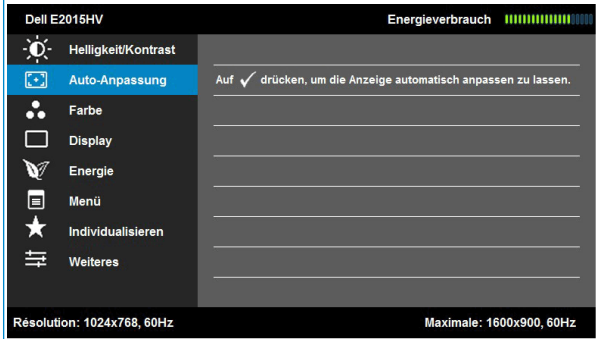 Dell E2015HV Energieverbrauch
Helligkeit/Kontrast
Auto-Anpassung Auf ✓ drücken, um die Anzeige automatisch anpassen zu lassen.
Farbe
Display
Energie
Menü
Individualisieren
Weiteres
Résolution: 1024x768, 60Hz Maximale: 1600x900, 60Hz